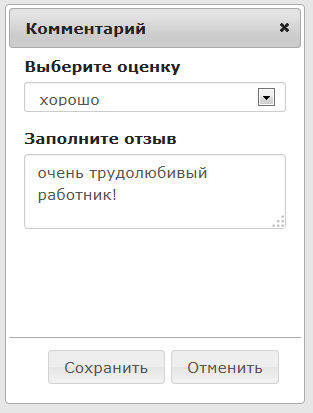 Комментарий
Выберите оценку
хорошо
Заполните отзыв
очень трудолюбивый
работник!
Сохранить Отменить